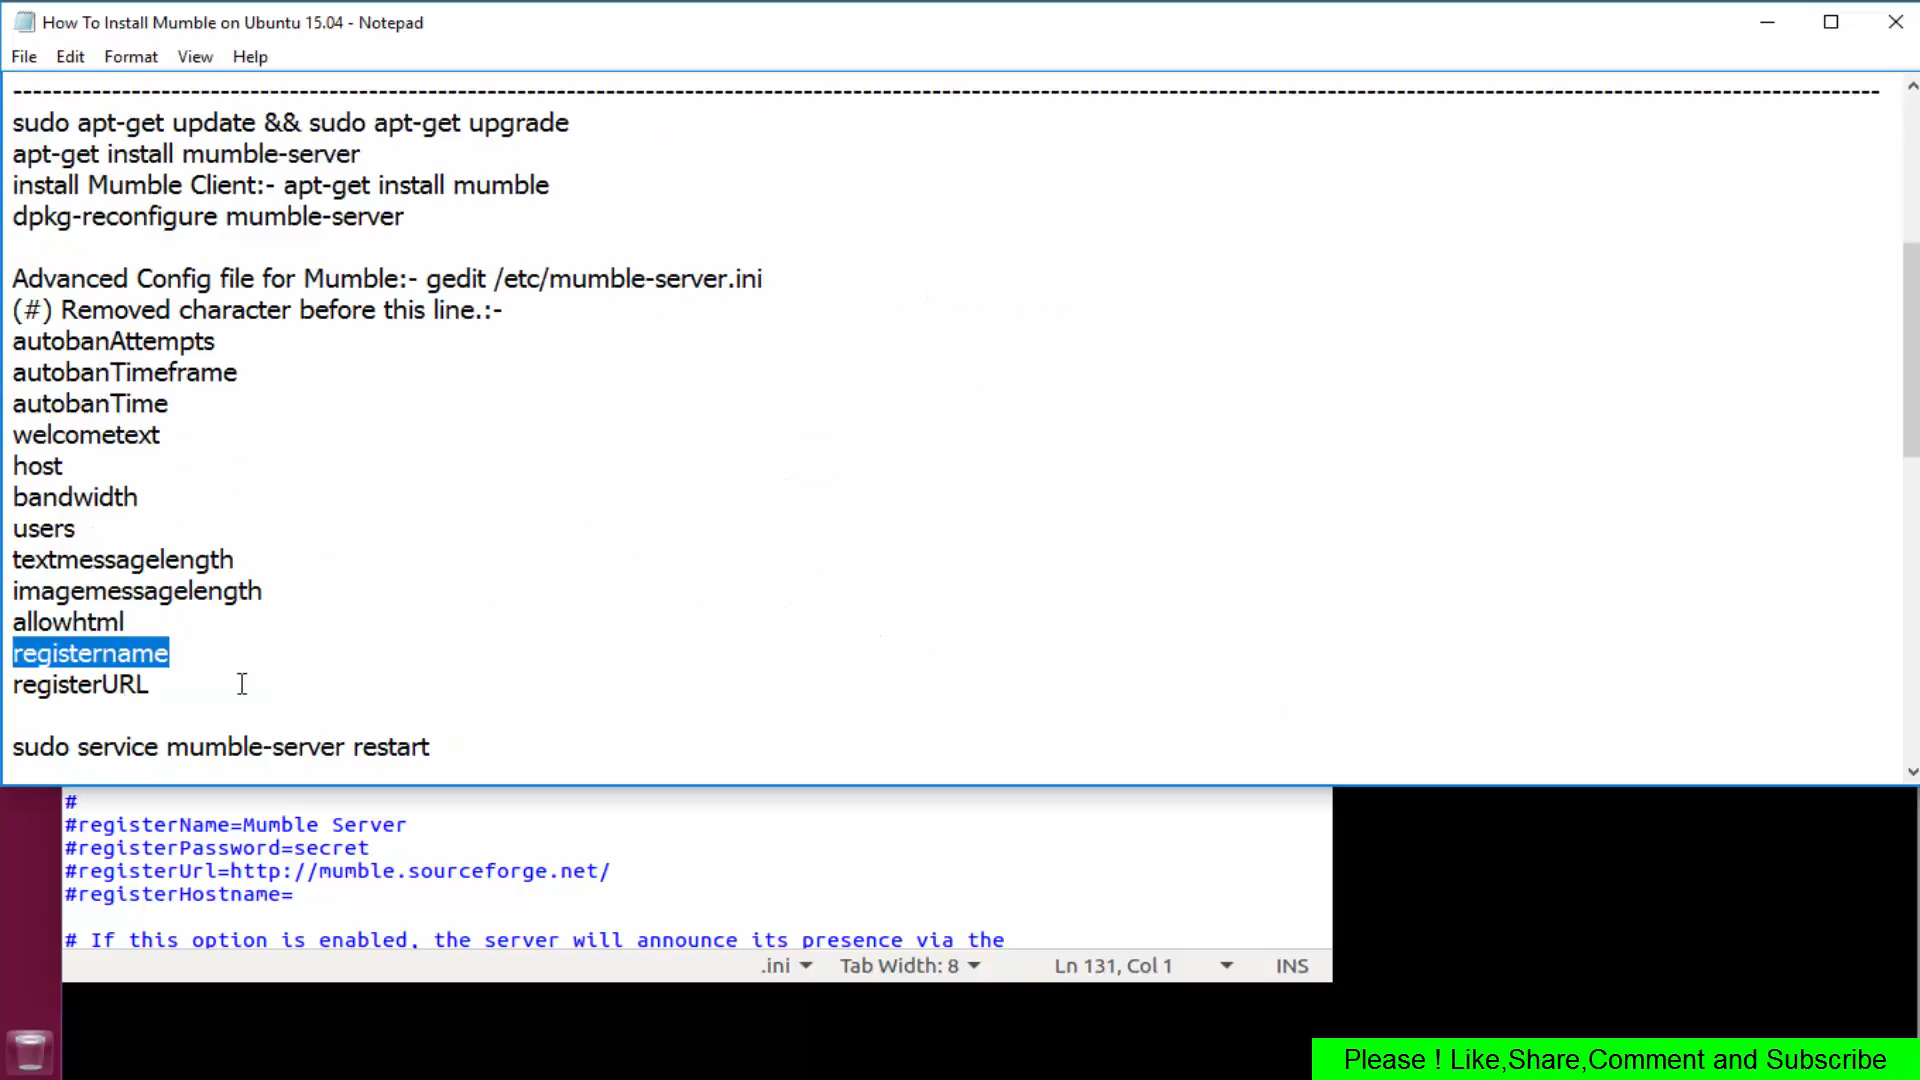 How To Install Mumble on Ubuntu 15.04 - Notepad
File Edit Format View Help
--------------------------------------------------------------------------------------------------------------------------------------------------------------------------------------------
sudo apt-get update && sudo apt-get upgrade
apt-get install mumble-server
install Mumble Client:- apt-get install mumble
dpkg-reconfigure mumble-server
Advanced Config file for Mumble:- gedit /etc/mumble-server.ini
(#) Removed character before this line.:-
autobanAttempts
autobanTimeframe
autobanTime
welcometext
host
bandwidth
users
textmessagelength
imagemessagelength
allowhtml
registername
registerURL
sudo service mumble-server restart
#
#registerName=Mumble Server
#registerPassword=secret
#registerUrl=http://mumble.sourceforge.net/
#registerHostname=
# If this option is enabled, the server will announce its presence via the
.ini Tab Width: 8 Ln 131, Col 1 INS
Please ! Like,Share,Comment and Subscribe